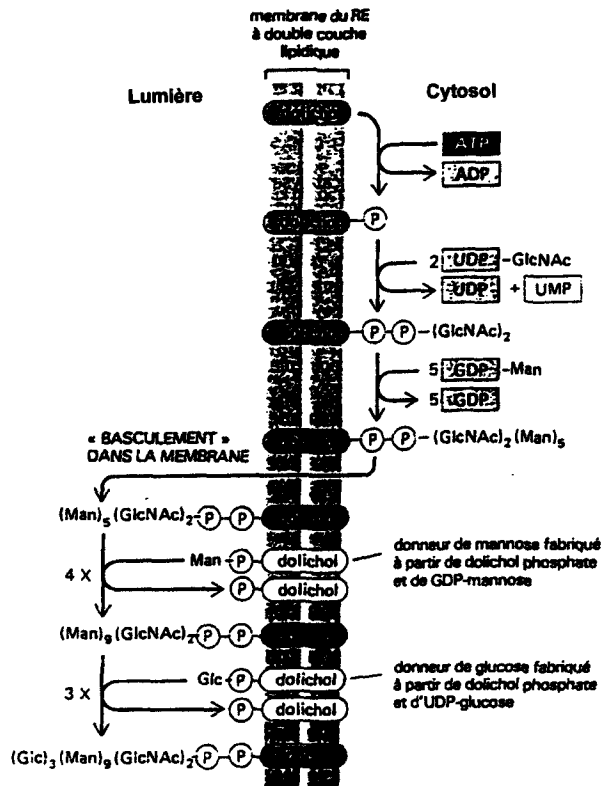 membrane du RE
à double couche
lipidique
Lumière
Cytosol
ATP
ADP
P
2 UDP-GlcNAc
UDP + UMP
P P-(GlcNAc)2
5 GDP-Man
5 GDP
« BASCULEMENT »
DANS LA MEMBRANE
P P-(GlcNAc)2(Man)5
(Man)5(GlcNAc)2-P-P
4 X
Man-P dolichol
P dolichol
donneur de mannose fabriqué
à partir de dolichol phosphate
et de GDP-mannose
(Man)9(GlcNAc)2-P-P
3 X
Glc-P dolichol
P dolichol
donneur de glucose fabriqué
à partir de dolichol phosphate
et d'UDP-glucose
(Glc)3(Man)9(GlcNAc)2-P-P